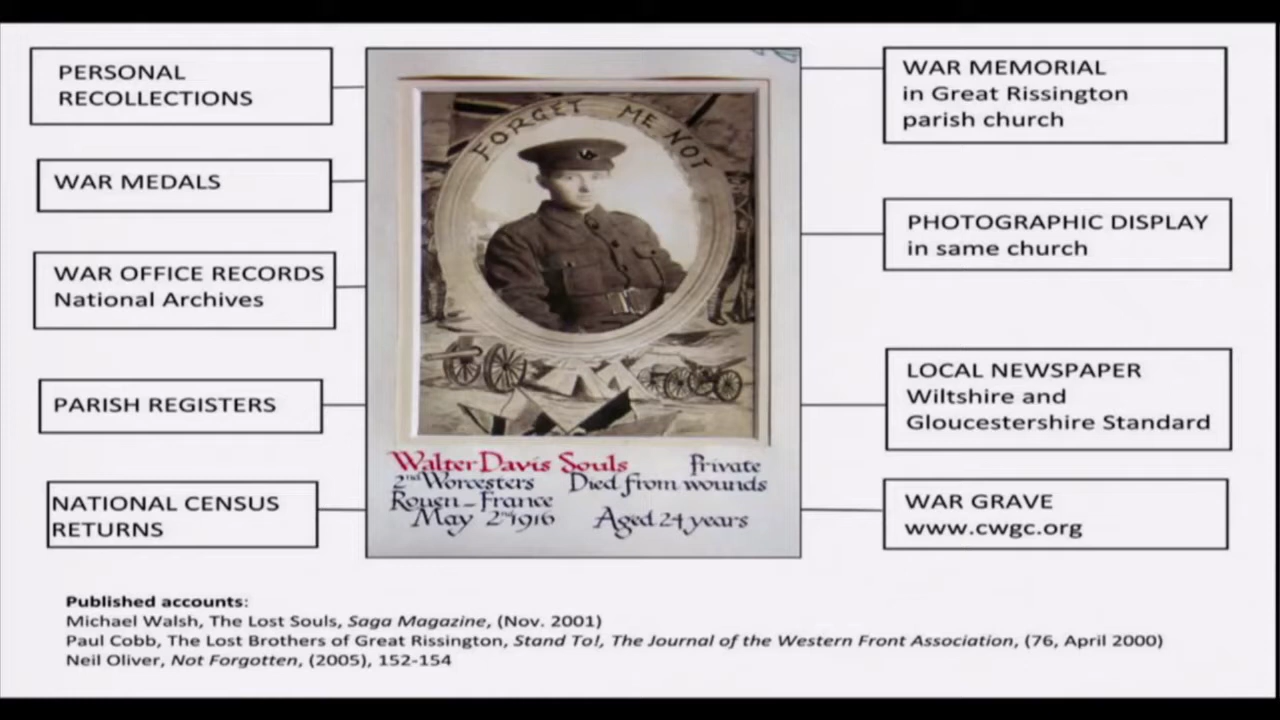 PERSONAL
RECOLLECTIONS
WAR MEDALS
WAR OFFICE RECORDS
National Archives
PARISH REGISTERS
NATIONAL CENSUS
RETURNS
FORGET ME NOT
Walter Davis Souls Private
2nd Worcesters Died from wounds
Rouen – France
May 2nd 1916 Aged 24 years
WAR MEMORIAL
in Great Rissington
parish church
PHOTOGRAPHIC DISPLAY
in same church
LOCAL NEWSPAPER
Wiltshire and
Gloucestershire Standard
WAR GRAVE
www.cwgc.org
Published accounts:
Michael Walsh, The Lost Souls, Saga Magazine, (Nov. 2001)
Paul Cobb, The Lost Brothers of Great Rissington, Stand To!, The Journal of the Western Front Association, (76, April 2000)
Neil Oliver, Not Forgotten, (2005), 152-154